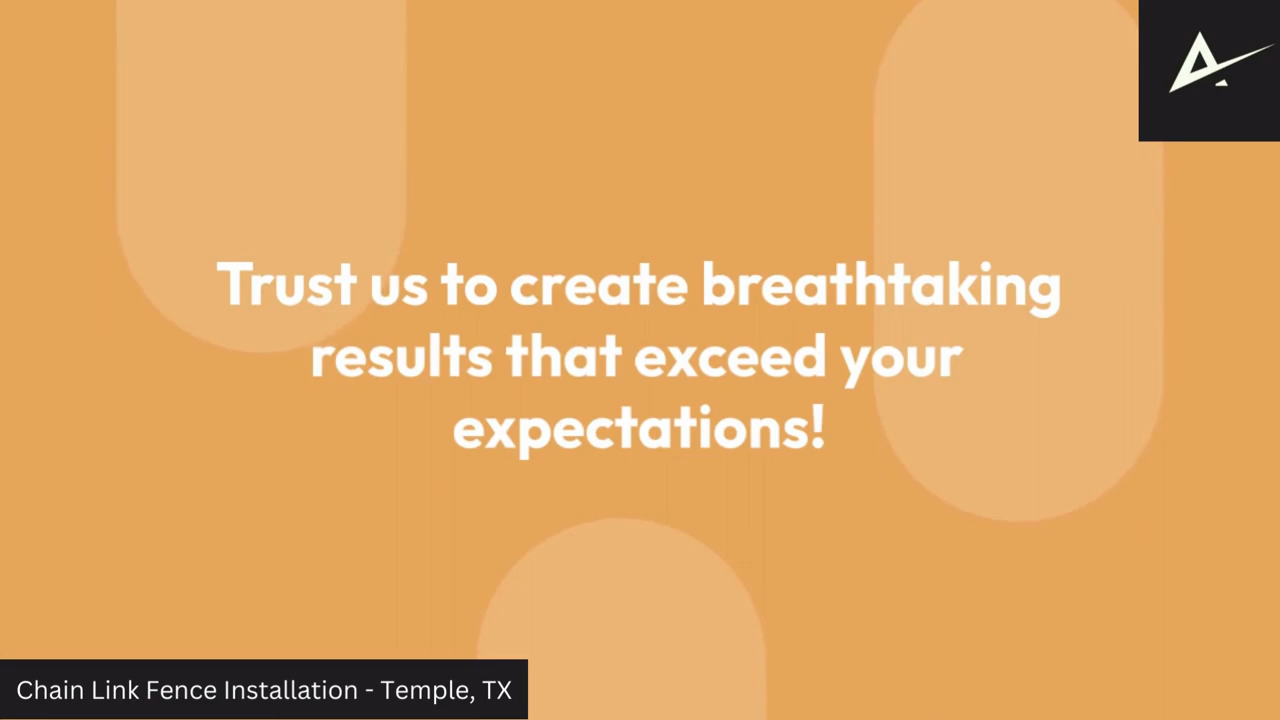 Trust us to create breathtaking
results that exceed your
expectations!
Chain Link Fence Installation - Temple, TX